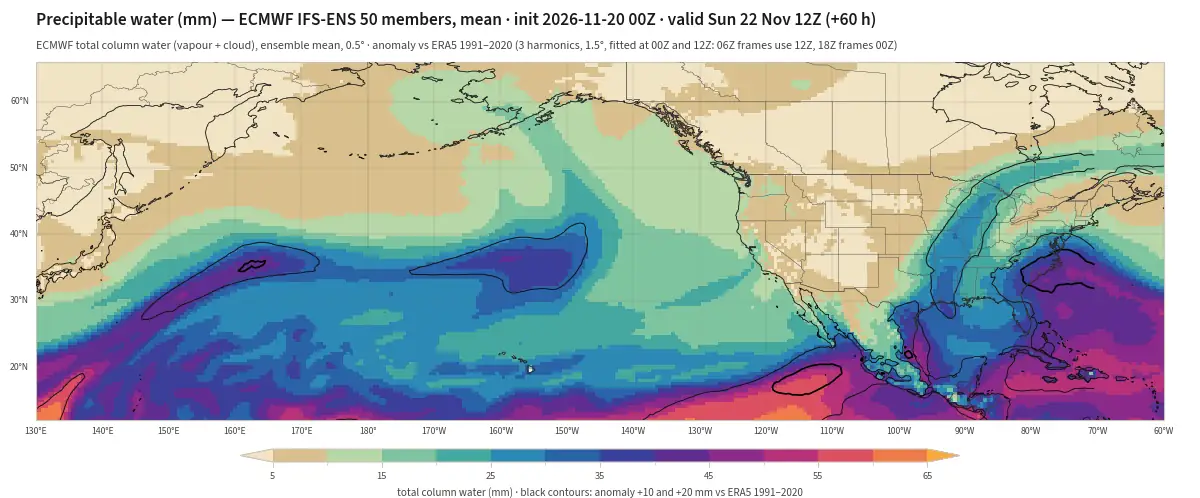 Precipitable water (mm) — ECMWF IFS-ENS 50 members, mean · init 2026-11-20 00Z · valid Sun 22 Nov 12Z (+60 h)
ECMWF total column water (vapour + cloud), ensemble mean, 0.5° · anomaly vs ERA5 1991–2020 (3 harmonics, 1.5°, fitted at 00Z and 12Z: 06Z frames use 12Z, 18Z frames 00Z)
60°N
50°N
40°N
30°N
20°N
130°E 140°E 150°E 160°E 170°E 180° 170°W 160°W 150°W 140°W 130°W 120°W 110°W 100°W 90°W 80°W 70°W 60°W
5 15 25 35 45 55 65
total column water (mm) · black contours: anomaly +10 and +20 mm vs ERA5 1991–2020